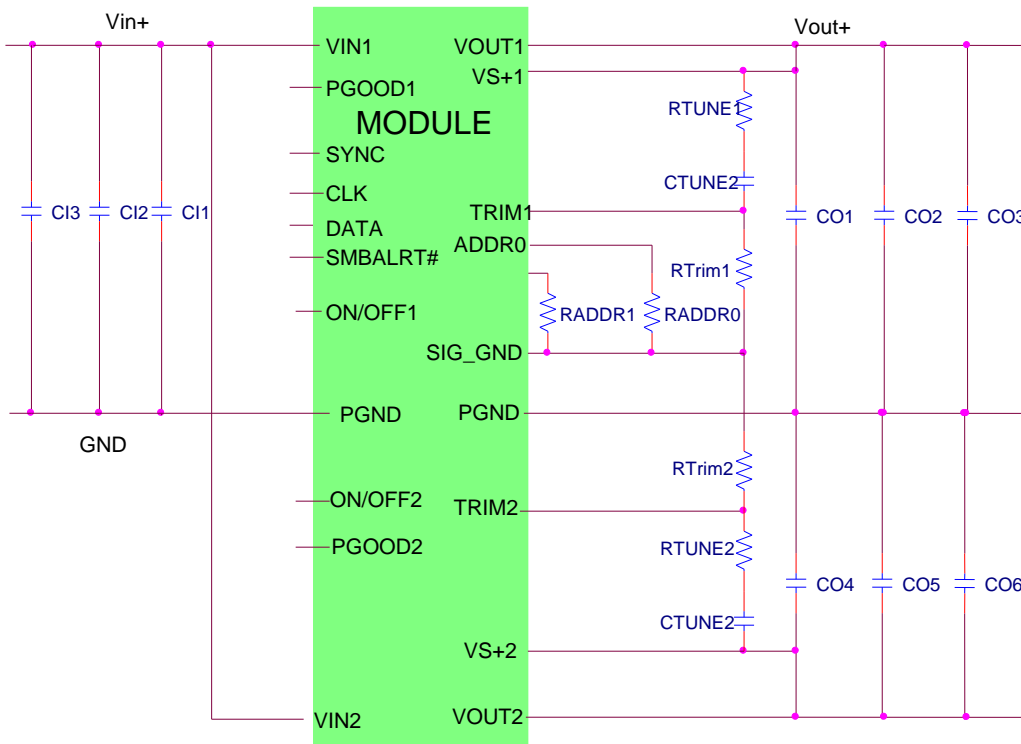 Vin+
Vout+
VIN1
VOUT1
VS+1
PGOOD1
RTUNE1
MODULE
SYNC
CTUNE2
CLK
CI3
CI2
CI1
TRIM1
CO1
CO2
CO3
DATA
ADDR0
SMBALRT#
RTrim1
ON/OFF1
RADDR1
RADDR0
SIG_GND
PGND
PGND
GND
RTrim2
ON/OFF2
TRIM2
PGOOD2
RTUNE2
CO4
CO5
CO6
CTUNE2
VS+2
VIN2
VOUT2